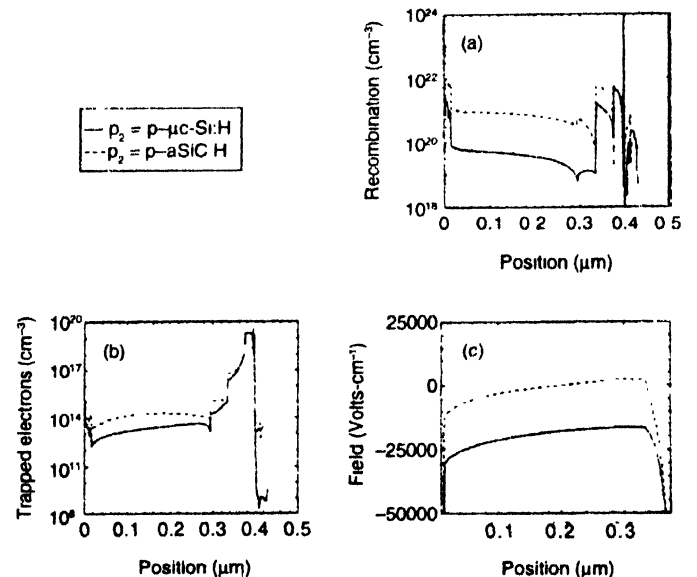 p₂ = p–μc-Si:H
p₂ = p–aSiC H
(a)
Recombination (cm⁻³)
10²⁴
10²²
10²⁰
10¹⁸
0 0 1 0 2 0.3 0.4 0 5
Position (μm)
(b)
Trapped electrons (cm⁻³)
10²⁰
10¹⁷
10¹⁴
10¹¹
10⁸
0 0.1 0.2 0.3 0.4 0.5
Position (μm)
(c)
Field (Volts-cm⁻¹)
25000
0
−25000
−50000
0.1 0.2 0.3
Position (μm)